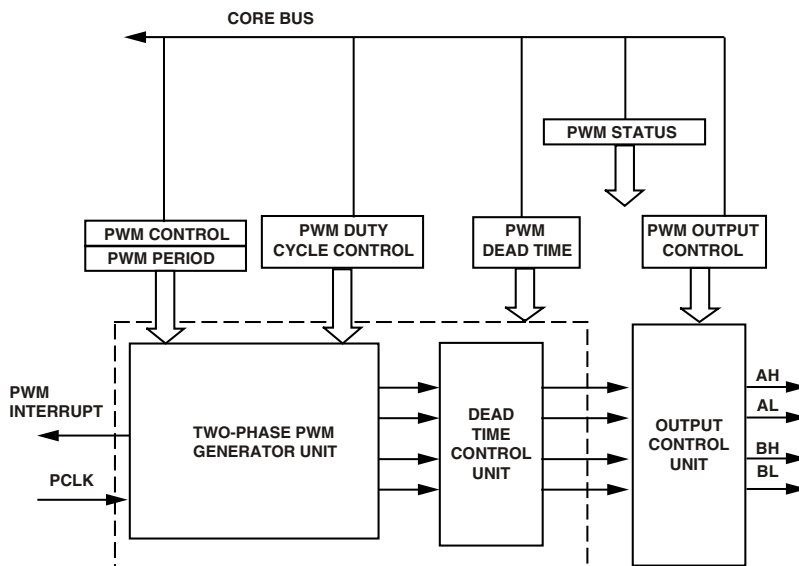 CORE BUS
PWM STATUS
PWM CONTROL
PWM PERIOD
PWM DUTY
CYCLE CONTROL
PWM
DEAD TIME
PWM OUTPUT
CONTROL
PWM
INTERRUPT
PCLK
TWO-PHASE PWM
GENERATOR UNIT
DEAD
TIME
CONTROL
UNIT
OUTPUT
CONTROL
UNIT
AH
AL
BH
BL